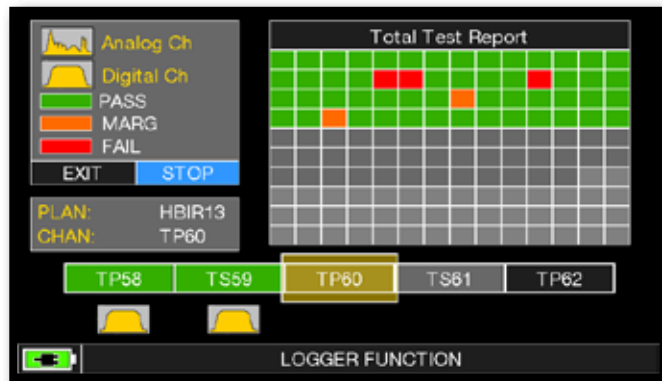 Analog Ch
Digital Ch
PASS
MARG
FAIL
EXIT STOP
PLAN: HBIR13
CHAN: TP60
Total Test Report
TP58 TS59 TP60 TS61 TP62
LOGGER FUNCTION